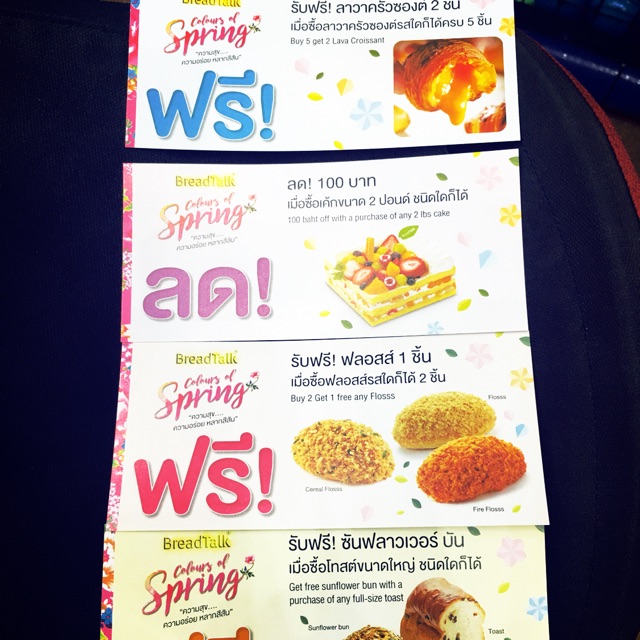 BreadTalk
Colours of
Spring
"ความสุข....
ความอร่อย หลากสีสัน"
ฟรี!
รับฟรี! ลาวาครัวซองต์ 2 ชิ้น
เมื่อซื้อลาวาครัวซองต์รสใดก็ได้ครบ 5 ชิ้น
Buy 5 get 2 Lava Croissant
BreadTalk
Colours of
Spring
"ความสุข....
ความอร่อย หลากสีสัน"
ลด!
ลด! 100 บาท
เมื่อซื้อเค้กขนาด 2 ปอนด์ ชนิดใดก็ได้
100 baht off with a purchase of any 2 lbs cake
BreadTalk
Colours of
Spring
"ความสุข....
ความอร่อย หลากสีสัน"
ฟรี!
รับฟรี! ฟลอสส์ 1 ชิ้น
เมื่อซื้อฟลอสส์รสใดก็ได้ 2 ชิ้น
Buy 2 Get 1 free any Flosss
Flosss
Cereal Flosss
Fire Flosss
BreadTalk
Colours of
Spring
"ความสุข....
ความอร่อย หลากสีสัน"
รับฟรี! ซันฟลาวเวอร์ บัน
เมื่อซื้อโทสต์ขนาดใหญ่ ชนิดใดก็ได้
Get free sunflower bun with a
purchase of any full-size toast
Sunflower bun
Toast